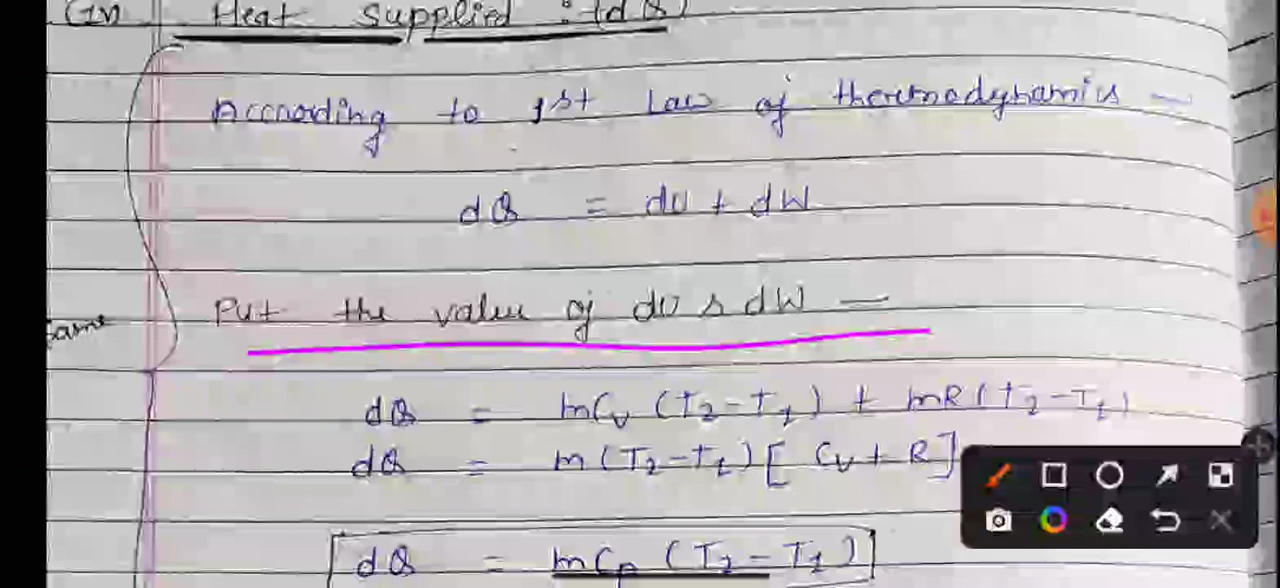 Heat supplied : (dQ)
According to 1st Law of thermodynamics —
dQ = dU + dW
Put the value of dU & dW —
same
dQ = mCv (T2-T1) + mR (T2-T1)
dQ = m (T2-T1) [ Cv + R ]
dQ = mCp (T2-T1)